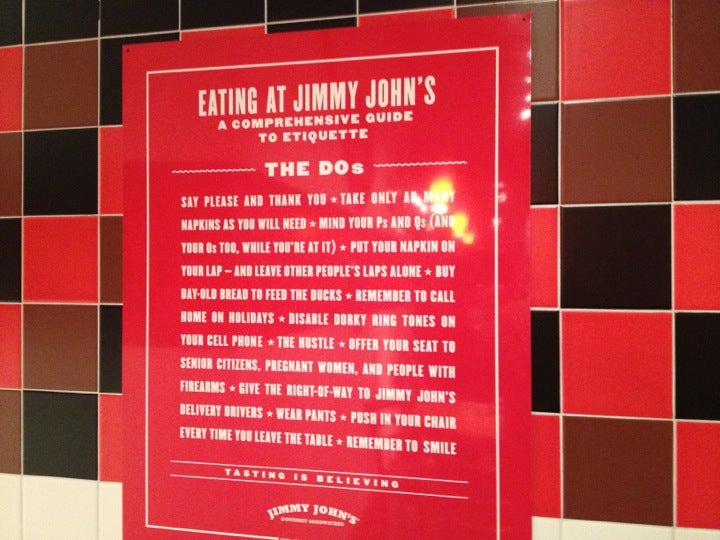 EATING AT JIMMY JOHN'S
A COMPREHENSIVE GUIDE
TO ETIQUETTE
THE DOs
SAY PLEASE AND THANK YOU ★ TAKE ONLY AS MANY
NAPKINS AS YOU WILL NEED ★ MIND YOUR Ps AND Qs (AND
YOUR Os TOO, WHILE YOU'RE AT IT) ★ PUT YOUR NAPKIN ON
YOUR LAP – AND LEAVE OTHER PEOPLE'S LAPS ALONE ★ BUY
DAY-OLD BREAD TO FEED THE DUCKS ★ REMEMBER TO CALL
HOME ON HOLIDAYS ★ DISABLE DORKY RING TONES ON
YOUR CELL PHONE ★ THE HUSTLE ★ OFFER YOUR SEAT TO
SENIOR CITIZENS, PREGNANT WOMEN, AND PEOPLE WITH
FIREARMS ★ GIVE THE RIGHT-OF-WAY TO JIMMY JOHN'S
DELIVERY DRIVERS ★ WEAR PANTS ★ PUSH IN YOUR CHAIR
EVERY TIME YOU LEAVE THE TABLE ★ REMEMBER TO SMILE
TASTING IS BELIEVING
JIMMY JOHN'S
GOURMET SANDWICHES